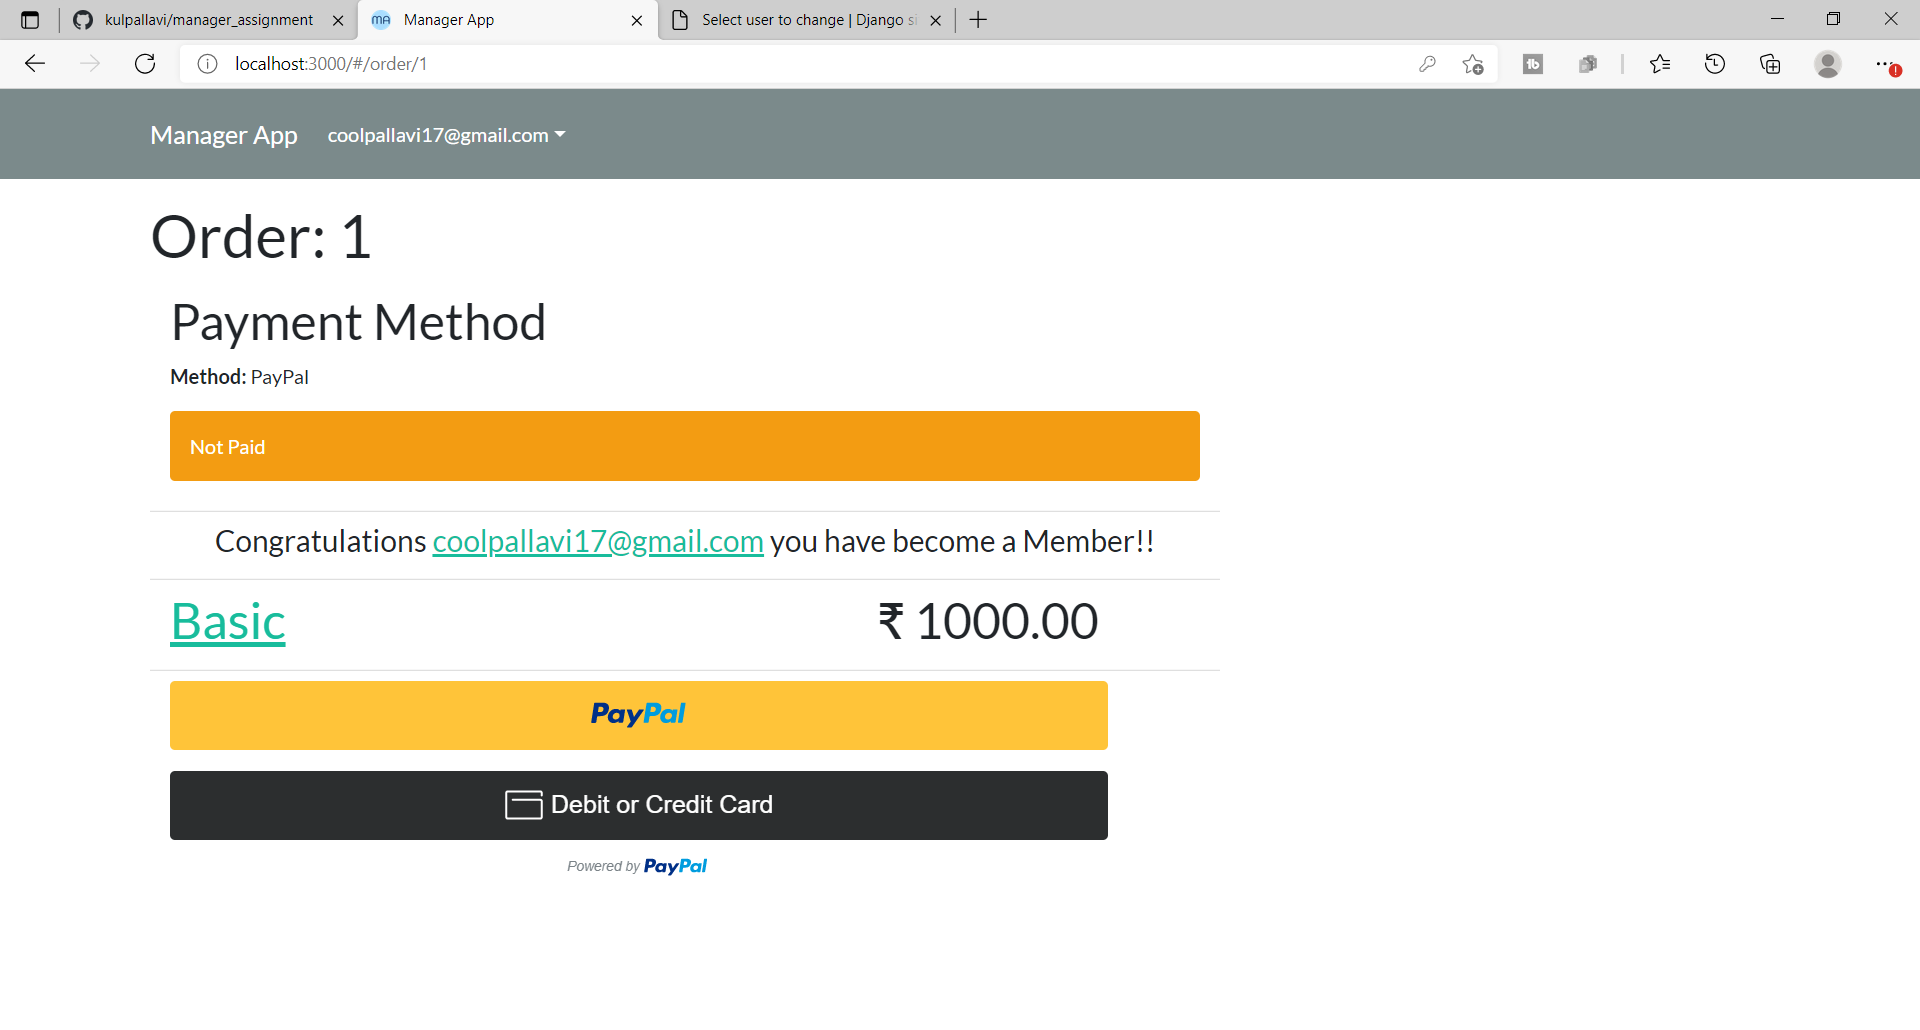 kulpallavi/manager_assignment
MA Manager App
Select user to change | Django si
localhost:3000/#/order/1
Manager App coolpallavi17@gmail.com
Order: 1
Payment Method
Method: PayPal
Not Paid
Congratulations coolpallavi17@gmail.com you have become a Member!!
Basic ₹ 1000.00
PayPal
Debit or Credit Card
Powered by PayPal